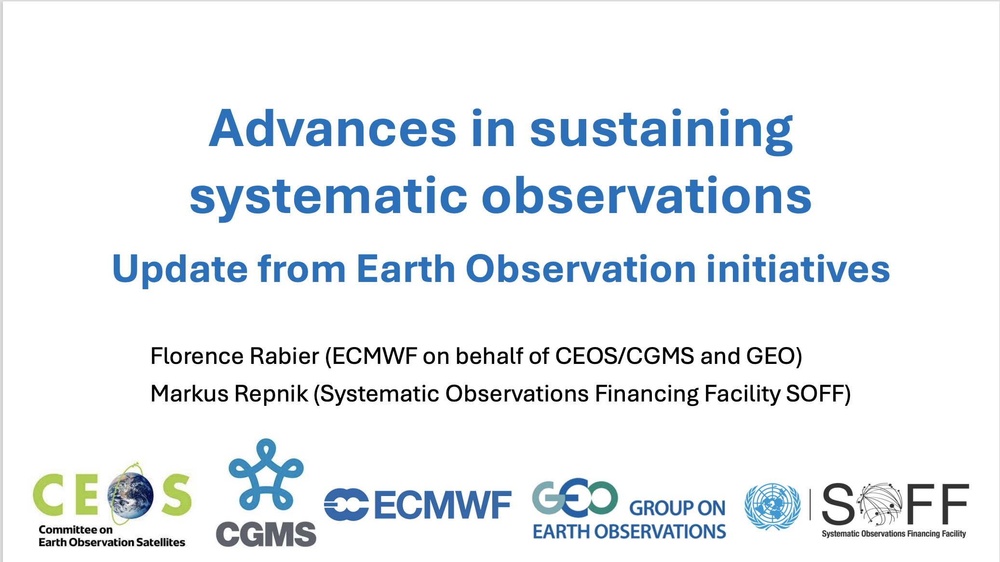 Advances in sustaining
systematic observations
Update from Earth Observation initiatives
Florence Rabier (ECMWF on behalf of CEOS/CGMS and GEO)
Markus Repnik (Systematic Observations Financing Facility SOFF)
CEOS
Committee on
Earth Observation Satellites
CGMS
ECMWF
GEO GROUP ON
EARTH OBSERVATIONS
SOFF
Systematic Observations Financing Facility